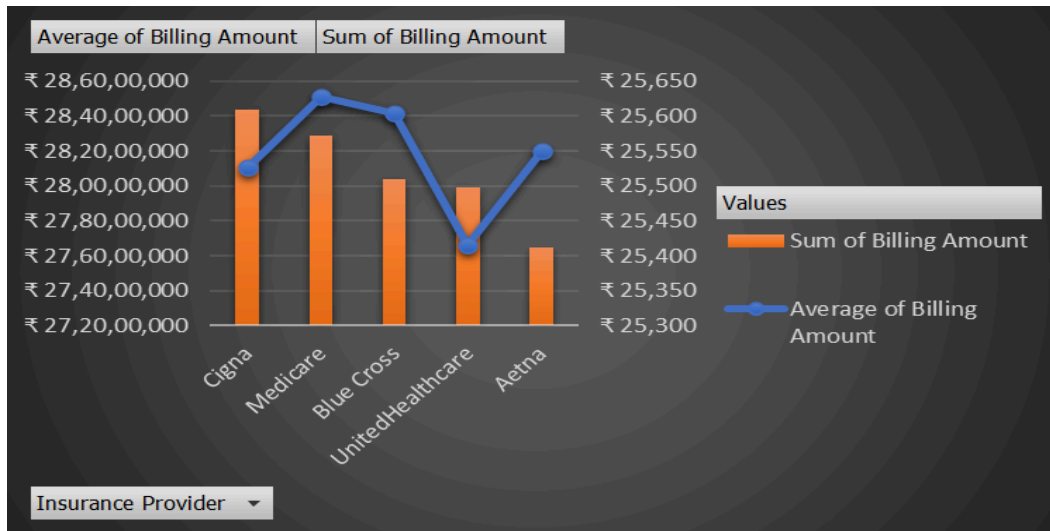 Average of Billing Amount Sum of Billing Amount
₹ 28,60,00,000 ₹ 25,650
₹ 28,40,00,000 ₹ 25,600
₹ 28,20,00,000 ₹ 25,550
₹ 28,00,00,000 ₹ 25,500
₹ 27,80,00,000 ₹ 25,450
₹ 27,60,00,000 ₹ 25,400
₹ 27,40,00,000 ₹ 25,350
₹ 27,20,00,000 ₹ 25,300
Cigna
Medicare
Blue Cross
UnitedHealthcare
Aetna
Values
Sum of Billing Amount
Average of Billing
Amount
Insurance Provider